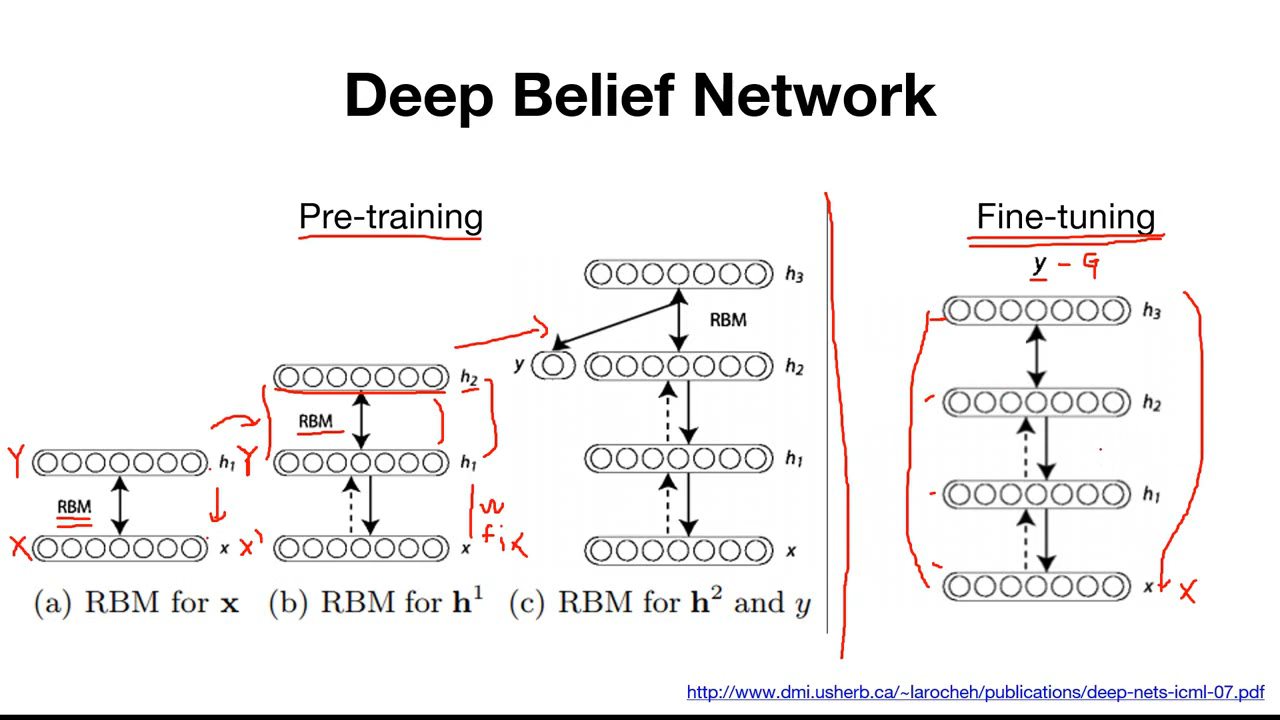 Deep Belief Network
Pre-training
Fine-tuning
y - 9
h₃
RBM
y
h₂
h₂
RBM
Y
h₁
Y
h₁
h₁
RBM
w
fix
X
x
x'
x
x
(a) RBM for x
(b) RBM for h¹
(c) RBM for h² and y
h₃
h₂
h₁
x
X
http://www.dmi.usherb.ca/~larocheh/publications/deep-nets-icml-07.pdf